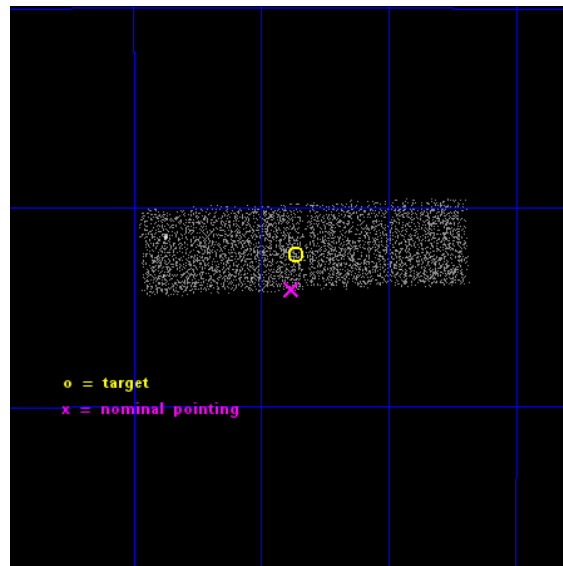 o = target
x = nominal pointing